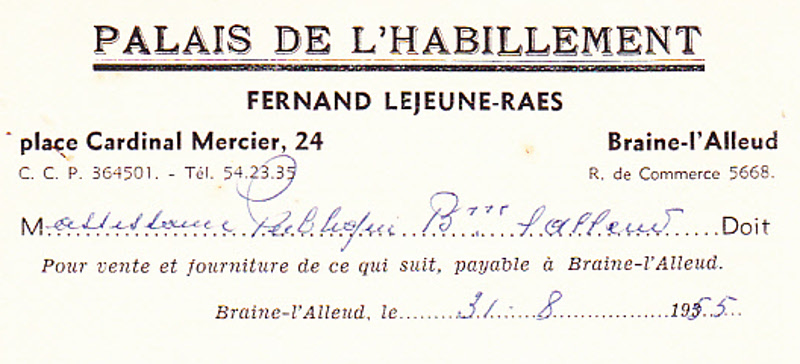 PALAIS DE L'HABILLEMENT
FERNAND LEJEUNE-RAES
place Cardinal Mercier, 24 Braine-l'Alleud
C. C. P. 364501. - Tél. 54.23.35 R. de Commerce 5668.
M assistance Publique Bne l'alleud Doit
Pour vente et fourniture de ce qui suit, payable à Braine-l'Alleud.
Braine-l'Alleud, le 31 - 8 1955